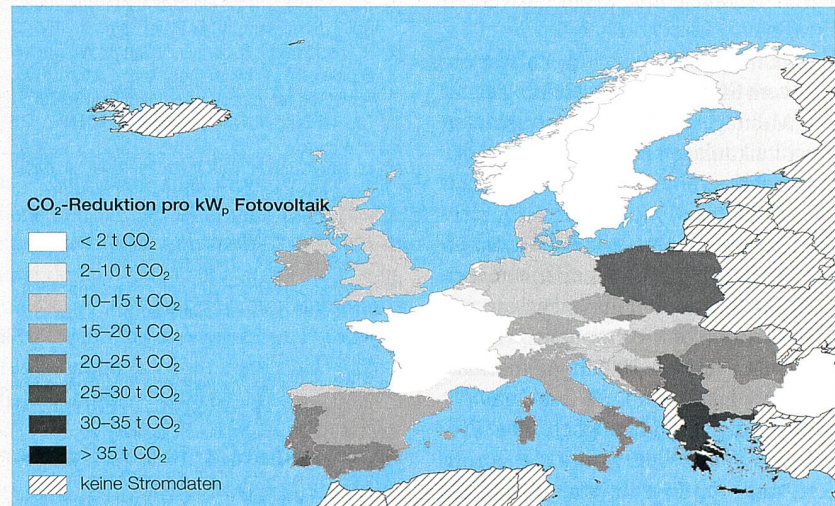 CO₂-Reduktion pro kWₚ Fotovoltaik
< 2 t CO₂
2–10 t CO₂
10–15 t CO₂
15–20 t CO₂
20–25 t CO₂
25–30 t CO₂
30–35 t CO₂
> 35 t CO₂
keine Stromdaten